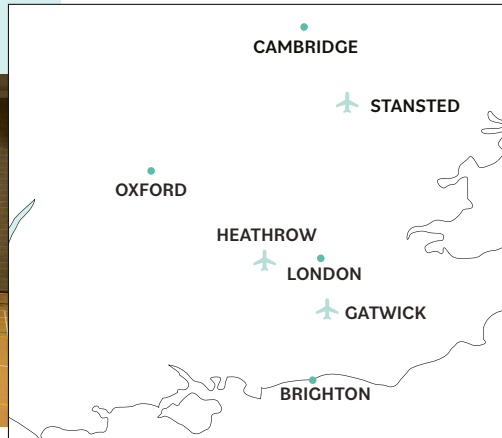 CAMBRIDGE
STANSTED
OXFORD
HEATHROW
LONDON
GATWICK
BRIGHTON